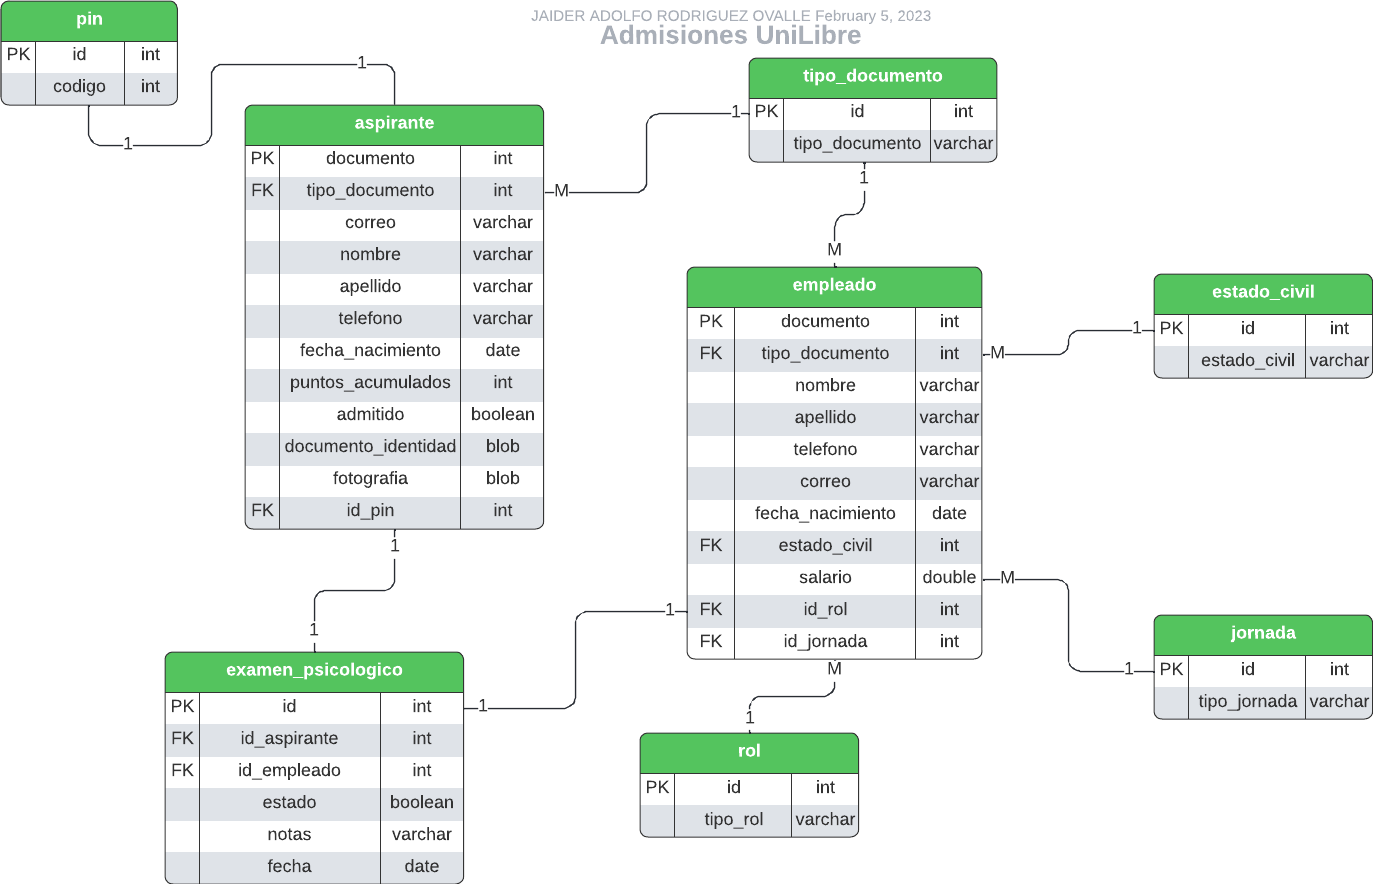 JAIDER ADOLFO RODRIGUEZ OVALLE February 5, 2023
Admisiones UniLibre
pin
PK id int
codigo int
1
1
aspirante
PK documento int
FK tipo_documento int
correo varchar
nombre varchar
apellido varchar
telefono varchar
fecha_nacimiento date
puntos_acumulados int
admitido boolean
documento_identidad blob
fotografia blob
FK id_pin int
M
1
tipo_documento
PK id int
tipo_documento varchar
1
M
empleado
PK documento int
FK tipo_documento int
nombre varchar
apellido varchar
telefono varchar
correo varchar
fecha_nacimiento date
FK estado_civil int
salario double
FK id_rol int
FK id_jornada int
M
1
estado_civil
PK id int
estado_civil varchar
M
1
jornada
PK id int
tipo_jornada varchar
1
1
examen_psicologico
PK id int
FK id_aspirante int
FK id_empleado int
estado boolean
notas varchar
fecha date
1
1
M
1
rol
PK id int
tipo_rol varchar